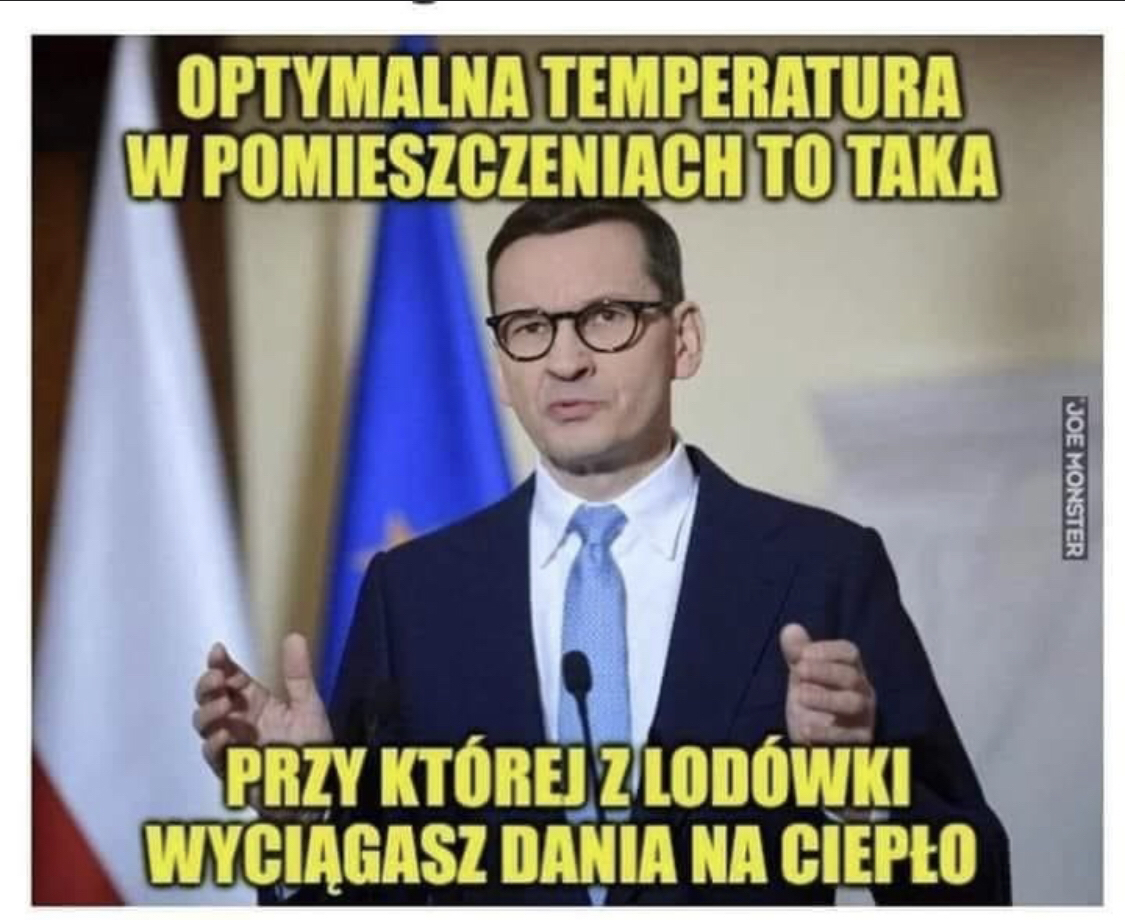 OPTYMALNA TEMPERATURA
W POMIESZCZENIACH TO TAKA
JOE MONSTER
PRZY KTÓREJ Z LODÓWKI
WYCIĄGASZ DANIA NA CIEPŁO